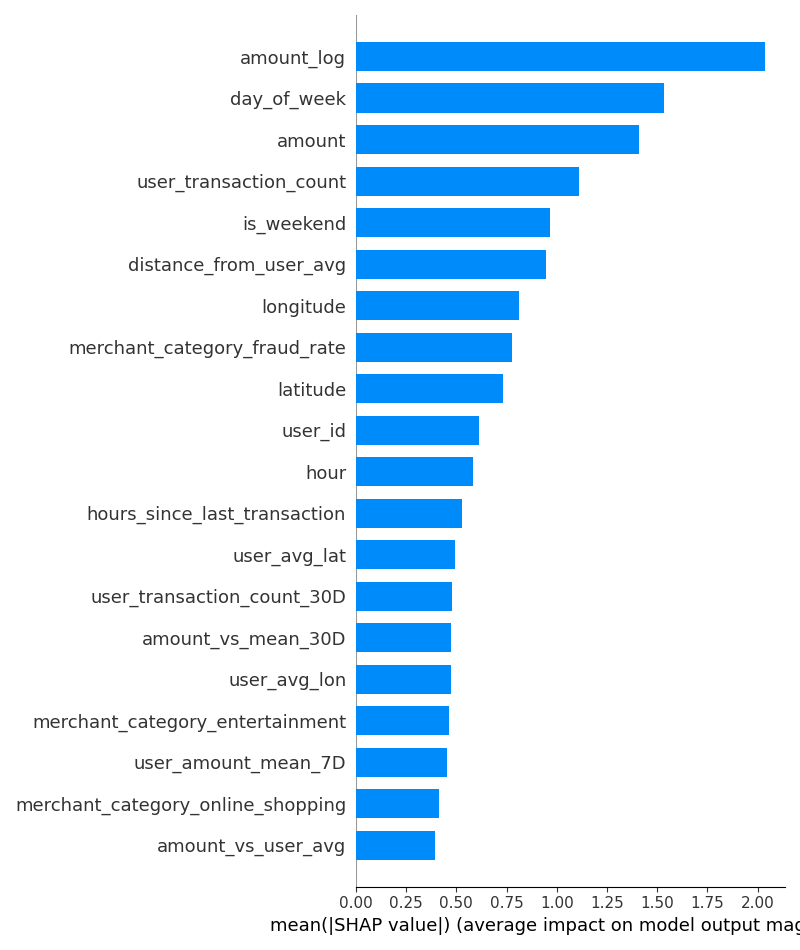 amount_log
day_of_week
amount
user_transaction_count
is_weekend
distance_from_user_avg
longitude
merchant_category_fraud_rate
latitude
user_id
hour
hours_since_last_transaction
user_avg_lat
user_transaction_count_30D
amount_vs_mean_30D
user_avg_lon
merchant_category_entertainment
user_amount_mean_7D
merchant_category_online_shopping
amount_vs_user_avg
0.00 0.25 0.50 0.75 1.00 1.25 1.50 1.75 2.00
mean(|SHAP value|) (average impact on model output mag